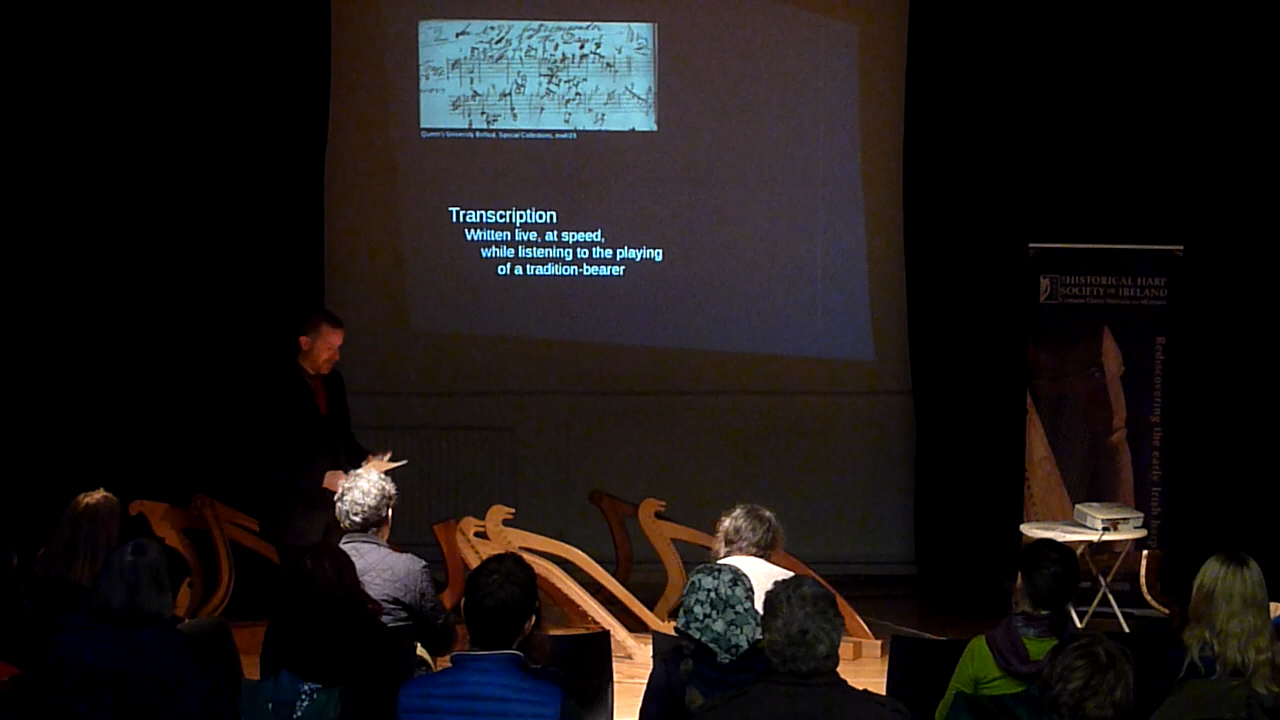 Queen's University Belfast, Special Collections,
Transcription
Written live, at speed,
while listening to the playing
of a tradition-bearer
HISTORICAL HARP
SOCIETY OF IRELAND
Rediscovering the early Irish harp